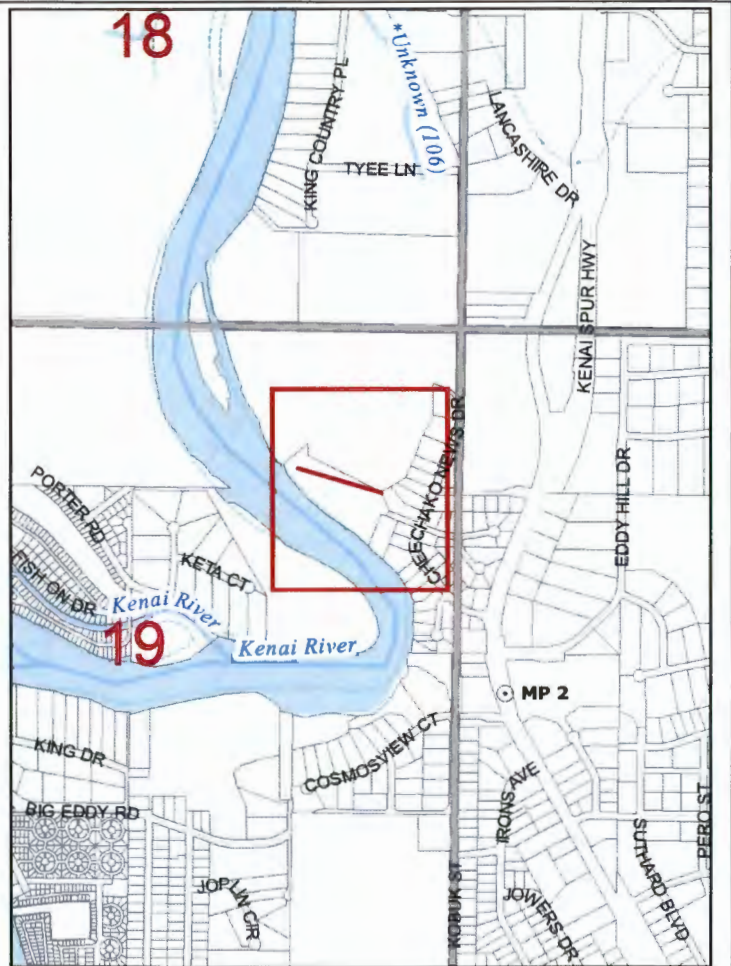 18
*Unknown (106)
KING COUNTRY PL
TYEE LN
LANCASHIRE DR
KENAI SPUR HWY
CHEECHAKO NEWS DR
EDDY HILL DR
PORTER RD
KETA CT
FISH ON DR
Kenai River
19
Kenai River
MP 2
KING DR
COSMOSVIEW CT
BIG EDDY RD
IRONS AVE
PERO ST
SUTTHARD BLVD
JOPLIN CIR
KOBUK ST
JOWERS DR